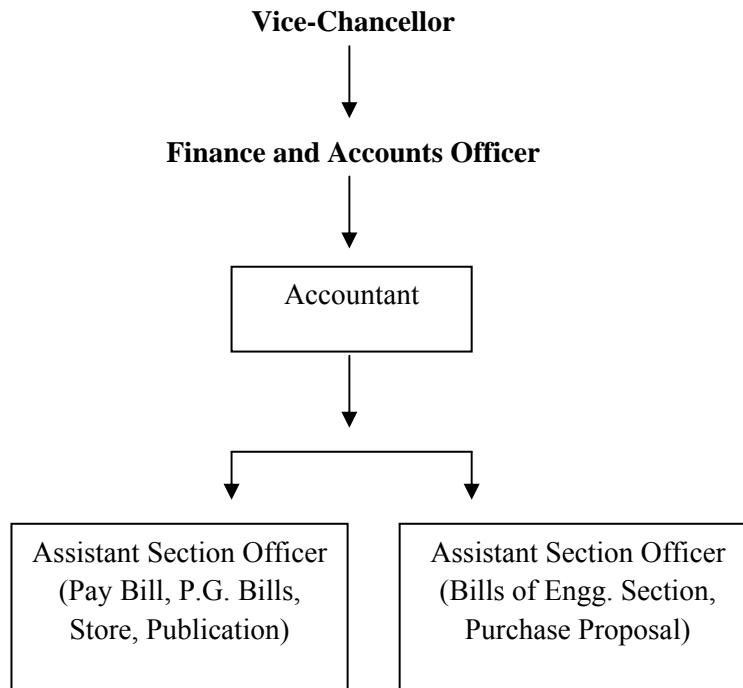 Vice-Chancellor
Finance and Accounts Officer
Accountant
Assistant Section Officer
(Pay Bill, P.G. Bills,
Store, Publication)
Assistant Section Officer
(Bills of Engg. Section,
Purchase Proposal)